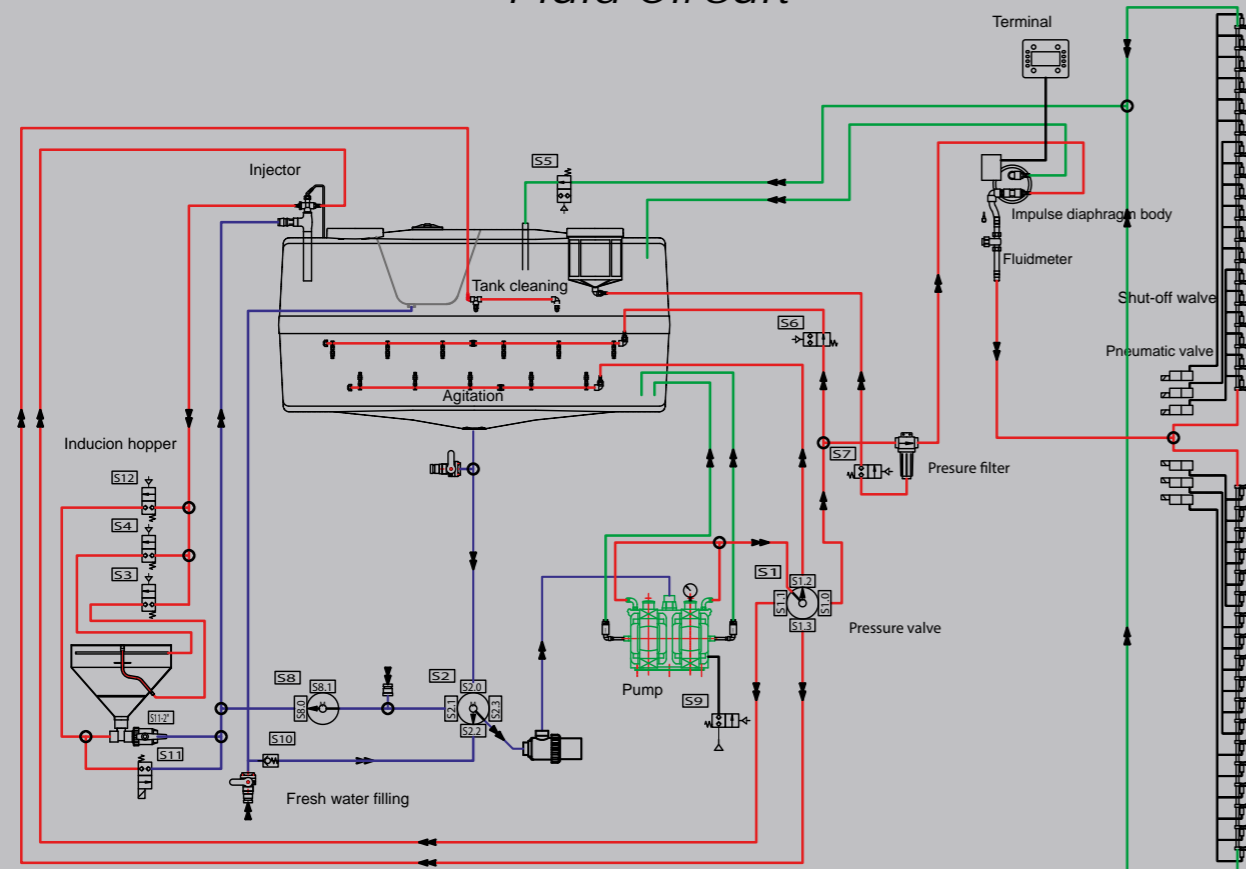 Terminal
Injector
S5
Impulse diaphragm body
Tank cleaning
Fluidmeter
Shut-off walve
S6
Pneumatic valve
Agitation
Inducion hopper
S7
Presure filter
S12
S4
S3
S1
S1.2
S1.1
S1.0
S1.3
Pressure valve
S8
S8.1
S8.0
S2
S2.0
S2.1
S2.3
S2.2
Pump
S9
S11-2"
S10
S11
Fresh water filling